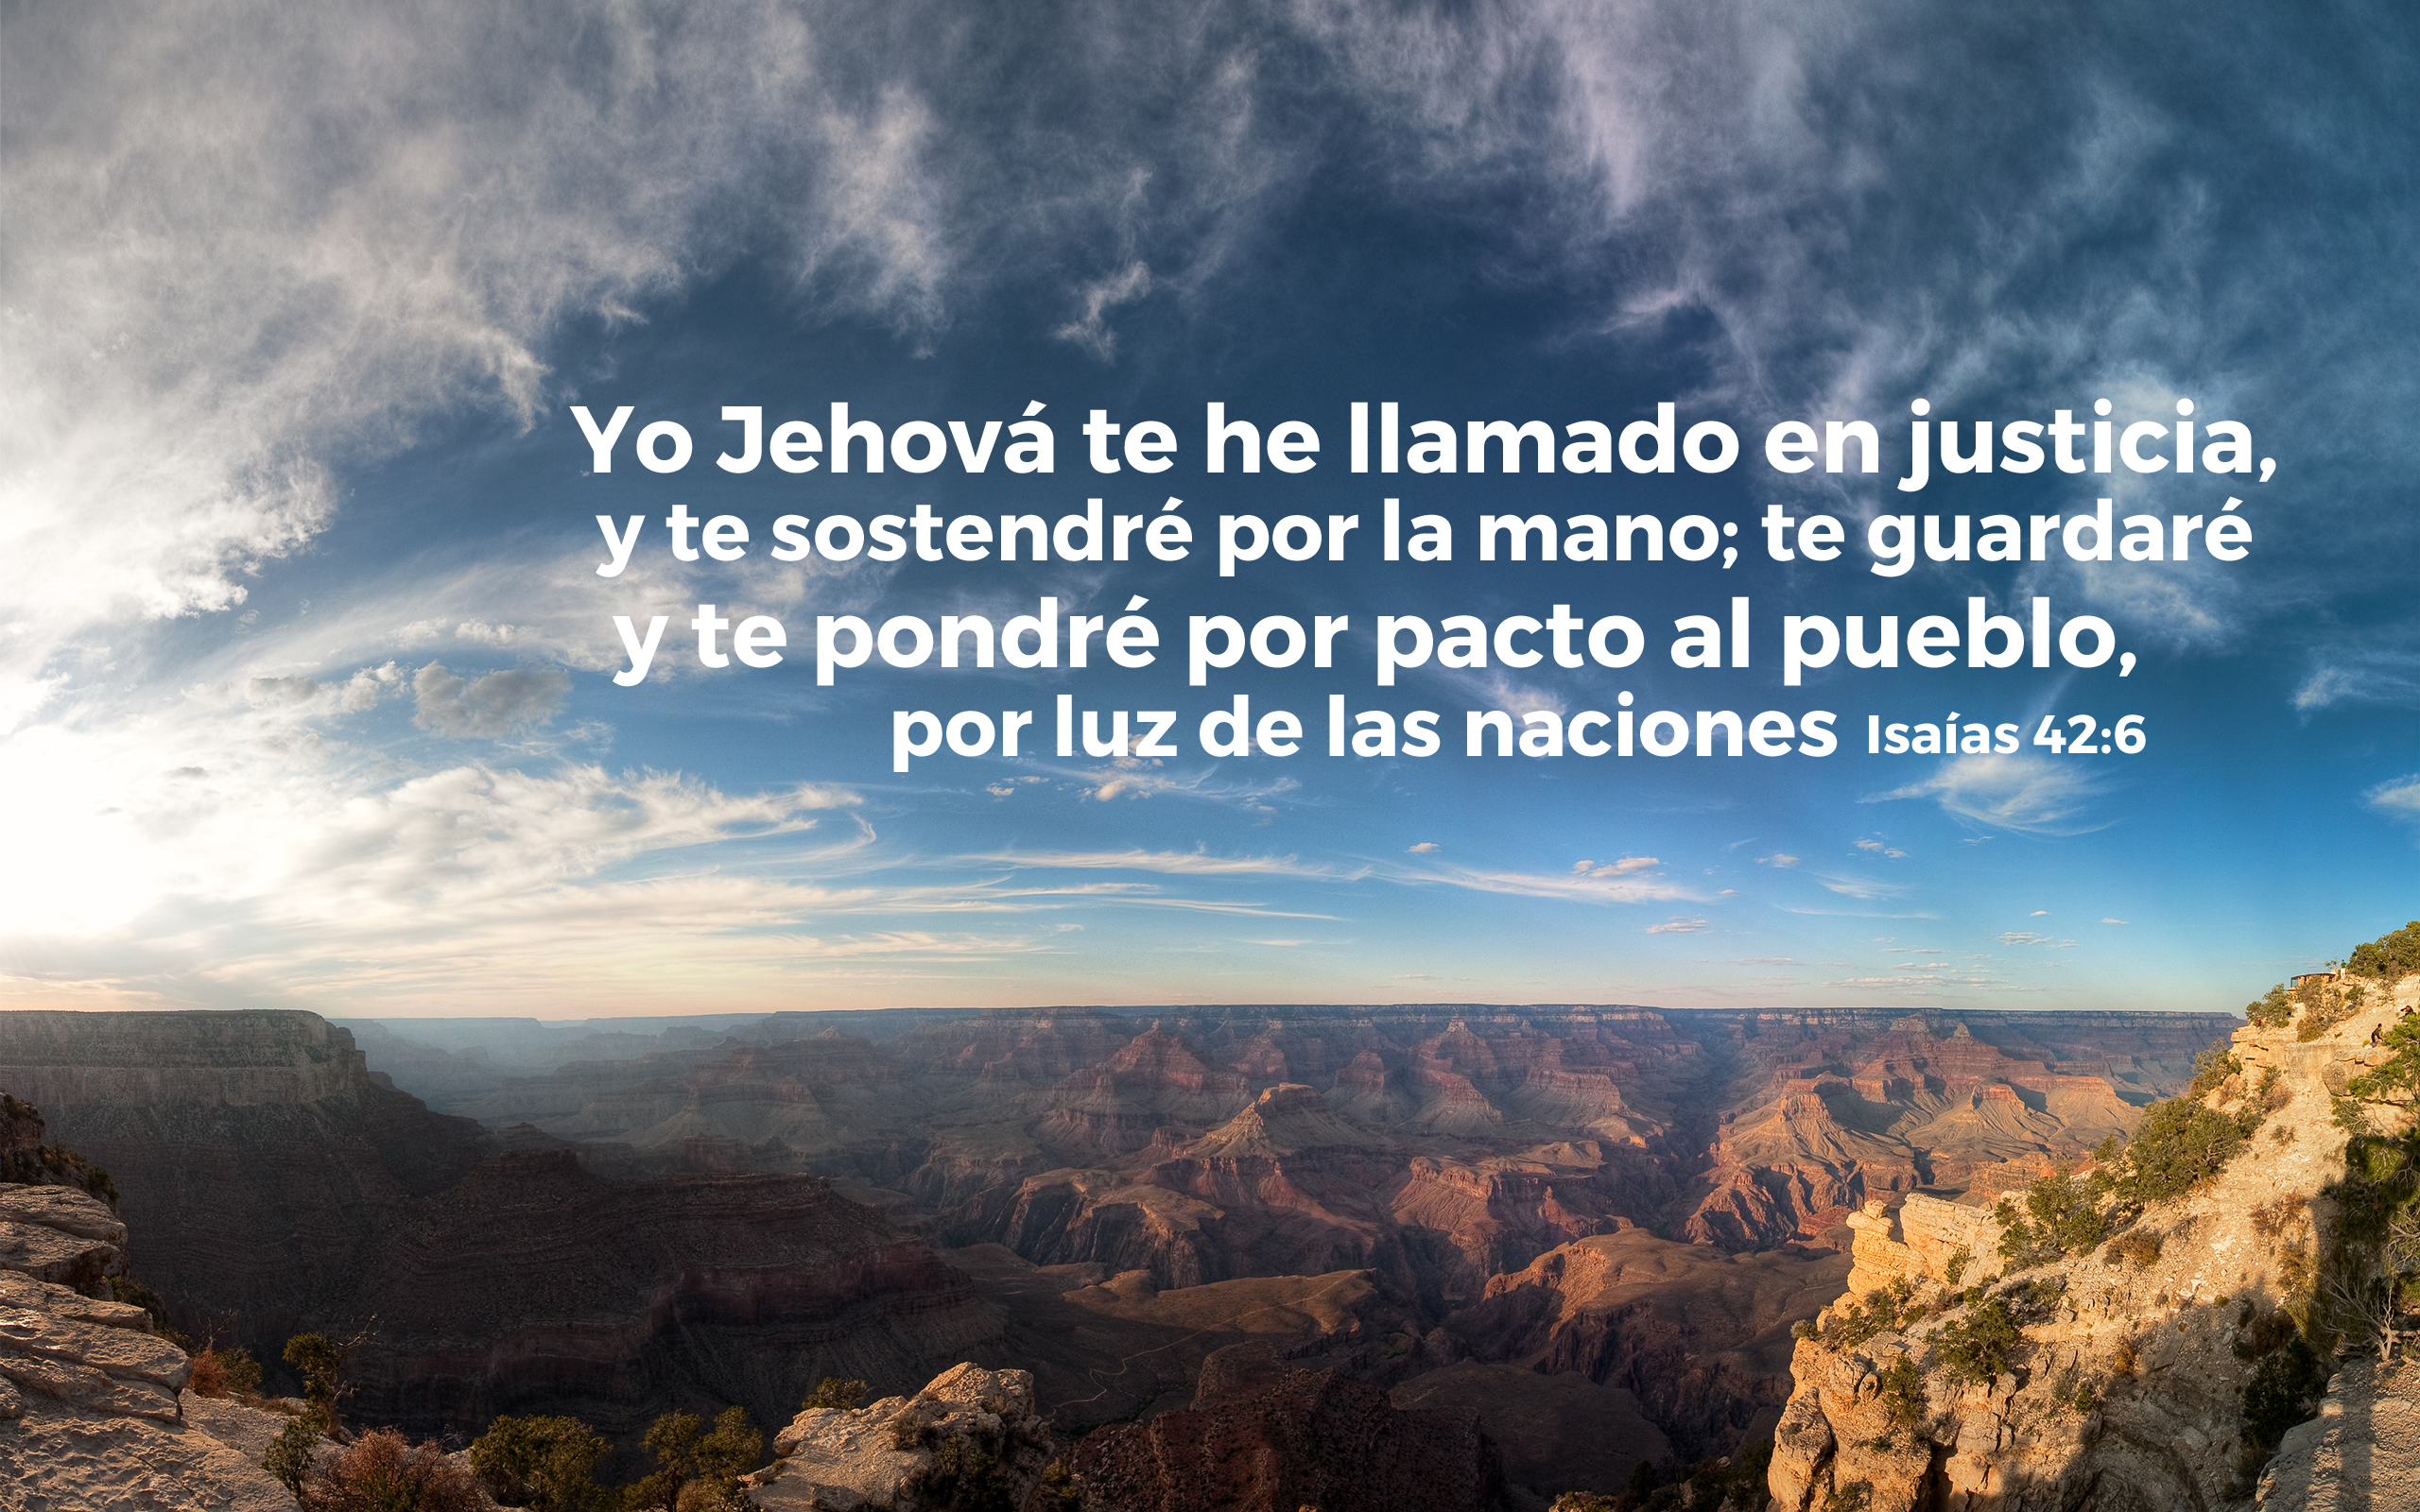 Yo Jehová te he llamado en justicia,
y te sostendré por la mano; te guardaré
y te pondré por pacto al pueblo,
por luz de las naciones Isaías 42:6